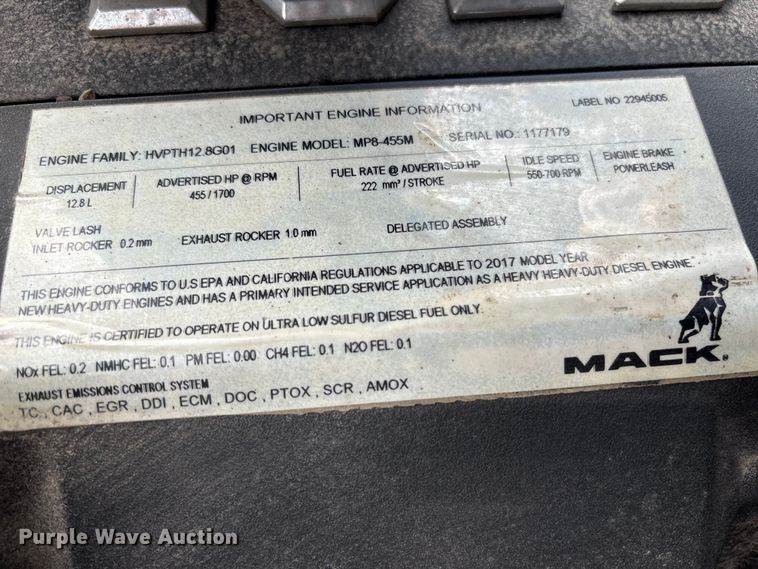 IMPORTANT ENGINE INFORMATION
LABEL NO 22945005
ENGINE FAMILY: HVPTH12.8G01 ENGINE MODEL: MP8-455M SERIAL NO: 1177179
DISPLACEMENT
12.8 L
ADVERTISED HP @ RPM
455 / 1700
FUEL RATE @ ADVERTISED HP
222 mm³ / STROKE
IDLE SPEED
550-700 RPM
ENGINE BRAKE
POWERLEASH
VALVE LASH
INLET ROCKER 0.2 mm EXHAUST ROCKER 1.0 mm DELEGATED ASSEMBLY
THIS ENGINE CONFORMS TO U.S EPA AND CALIFORNIA REGULATIONS APPLICABLE TO 2017 MODEL YEAR
NEW HEAVY-DUTY ENGINES AND HAS A PRIMARY INTENDED SERVICE APPLICATION AS A HEAVY HEAVY-DUTY DIESEL ENGINE.
THIS ENGINE IS CERTIFIED TO OPERATE ON ULTRA LOW SULFUR DIESEL FUEL ONLY.
NOx FEL: 0.2 NMHC FEL: 0.1 PM FEL: 0.00 CH4 FEL: 0.1 N2O FEL: 0.1
EXHAUST EMISSIONS CONTROL SYSTEM
TC , CAC , EGR , DDI , ECM , DOC , PTOX , SCR , AMOX
MACK.
Purple Wave Auction